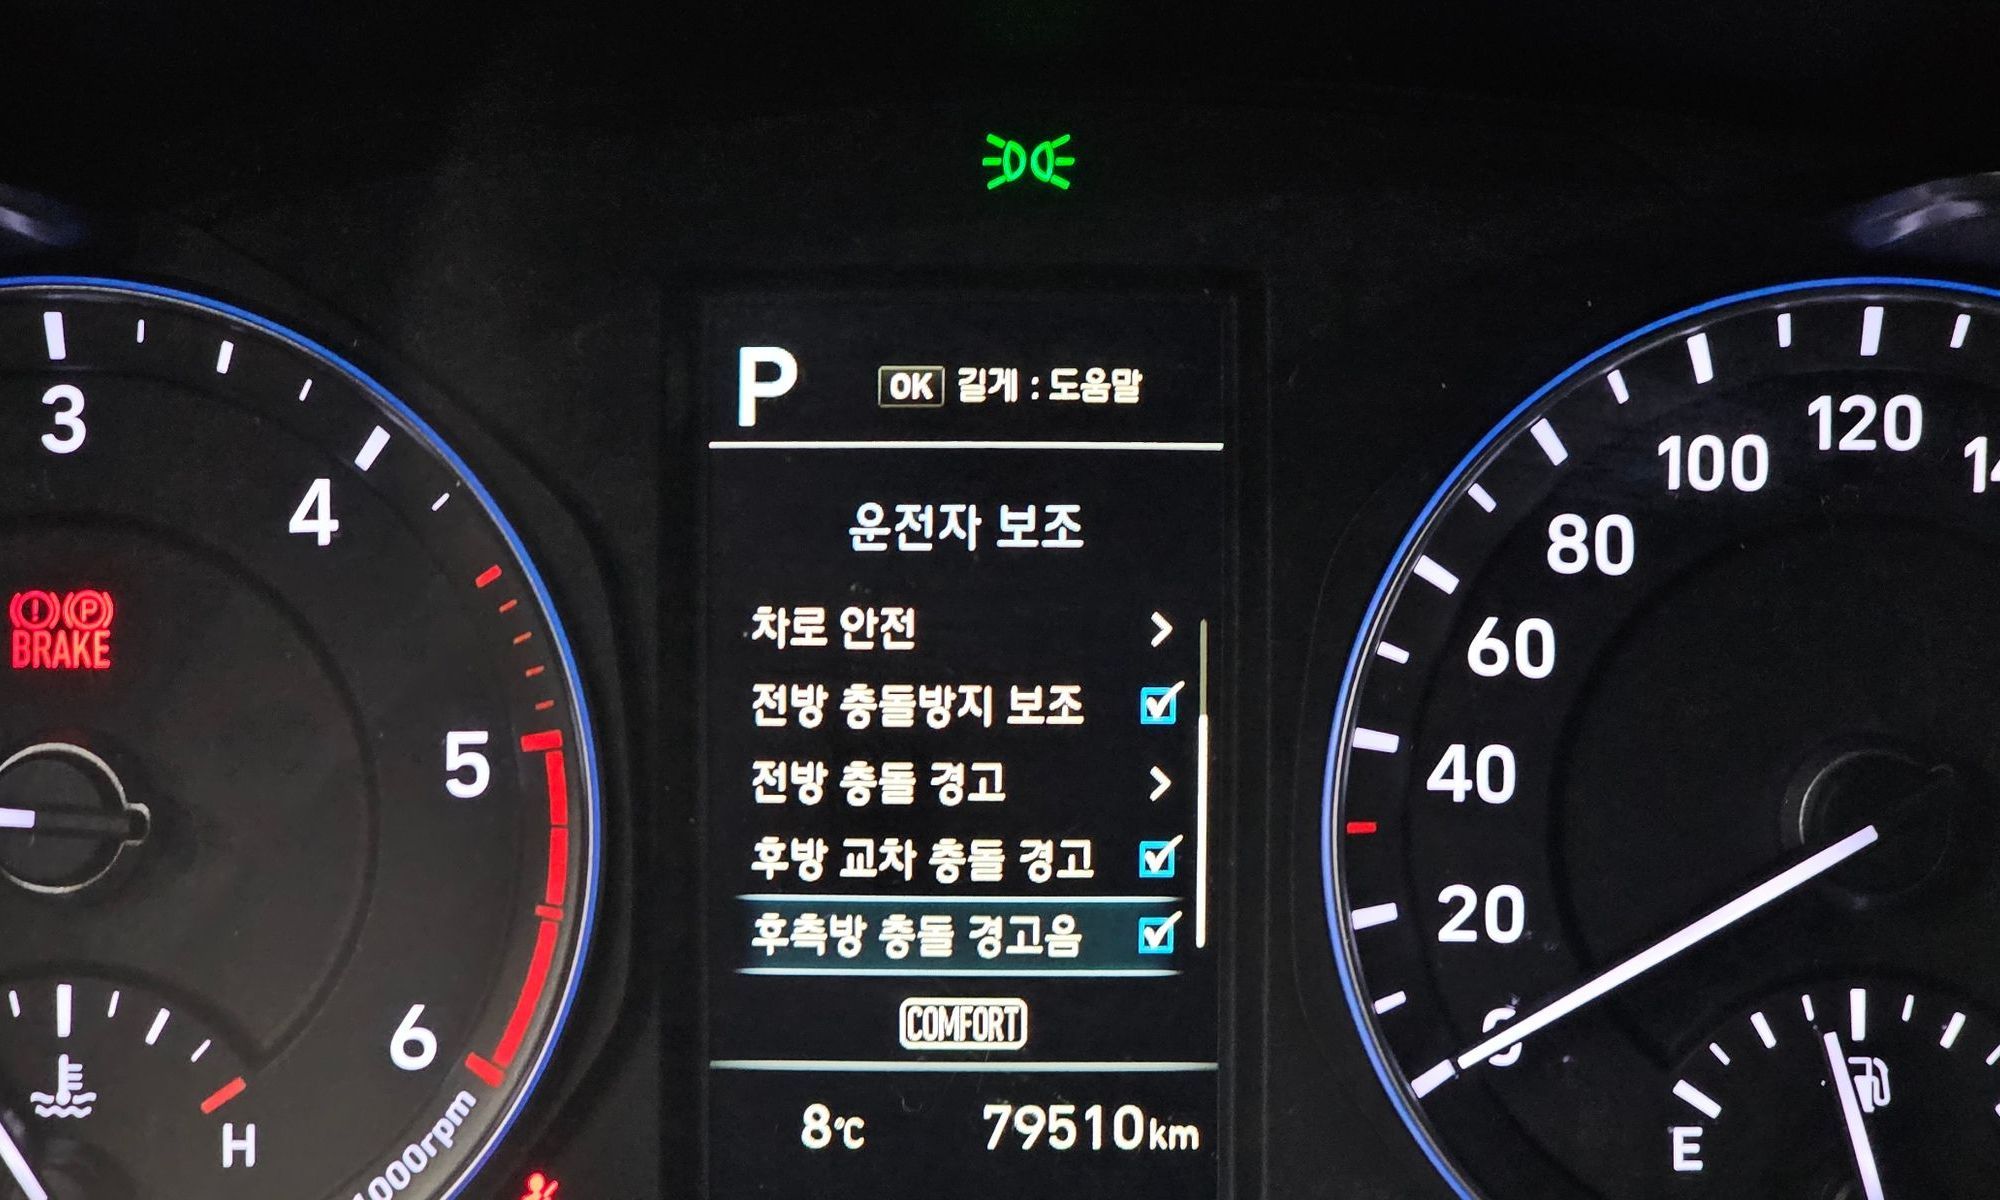 P
OK 길게 : 도움말
운전자 보조
차로 안전
전방 충돌방지 보조
전방 충돌 경고
후방 교차 충돌 경고
후측방 충돌 경고음
COMFORT
8°C 79510km
3
4
5
6
BRAKE
H
1000rpm
0
20
40
60
80
100
120
E